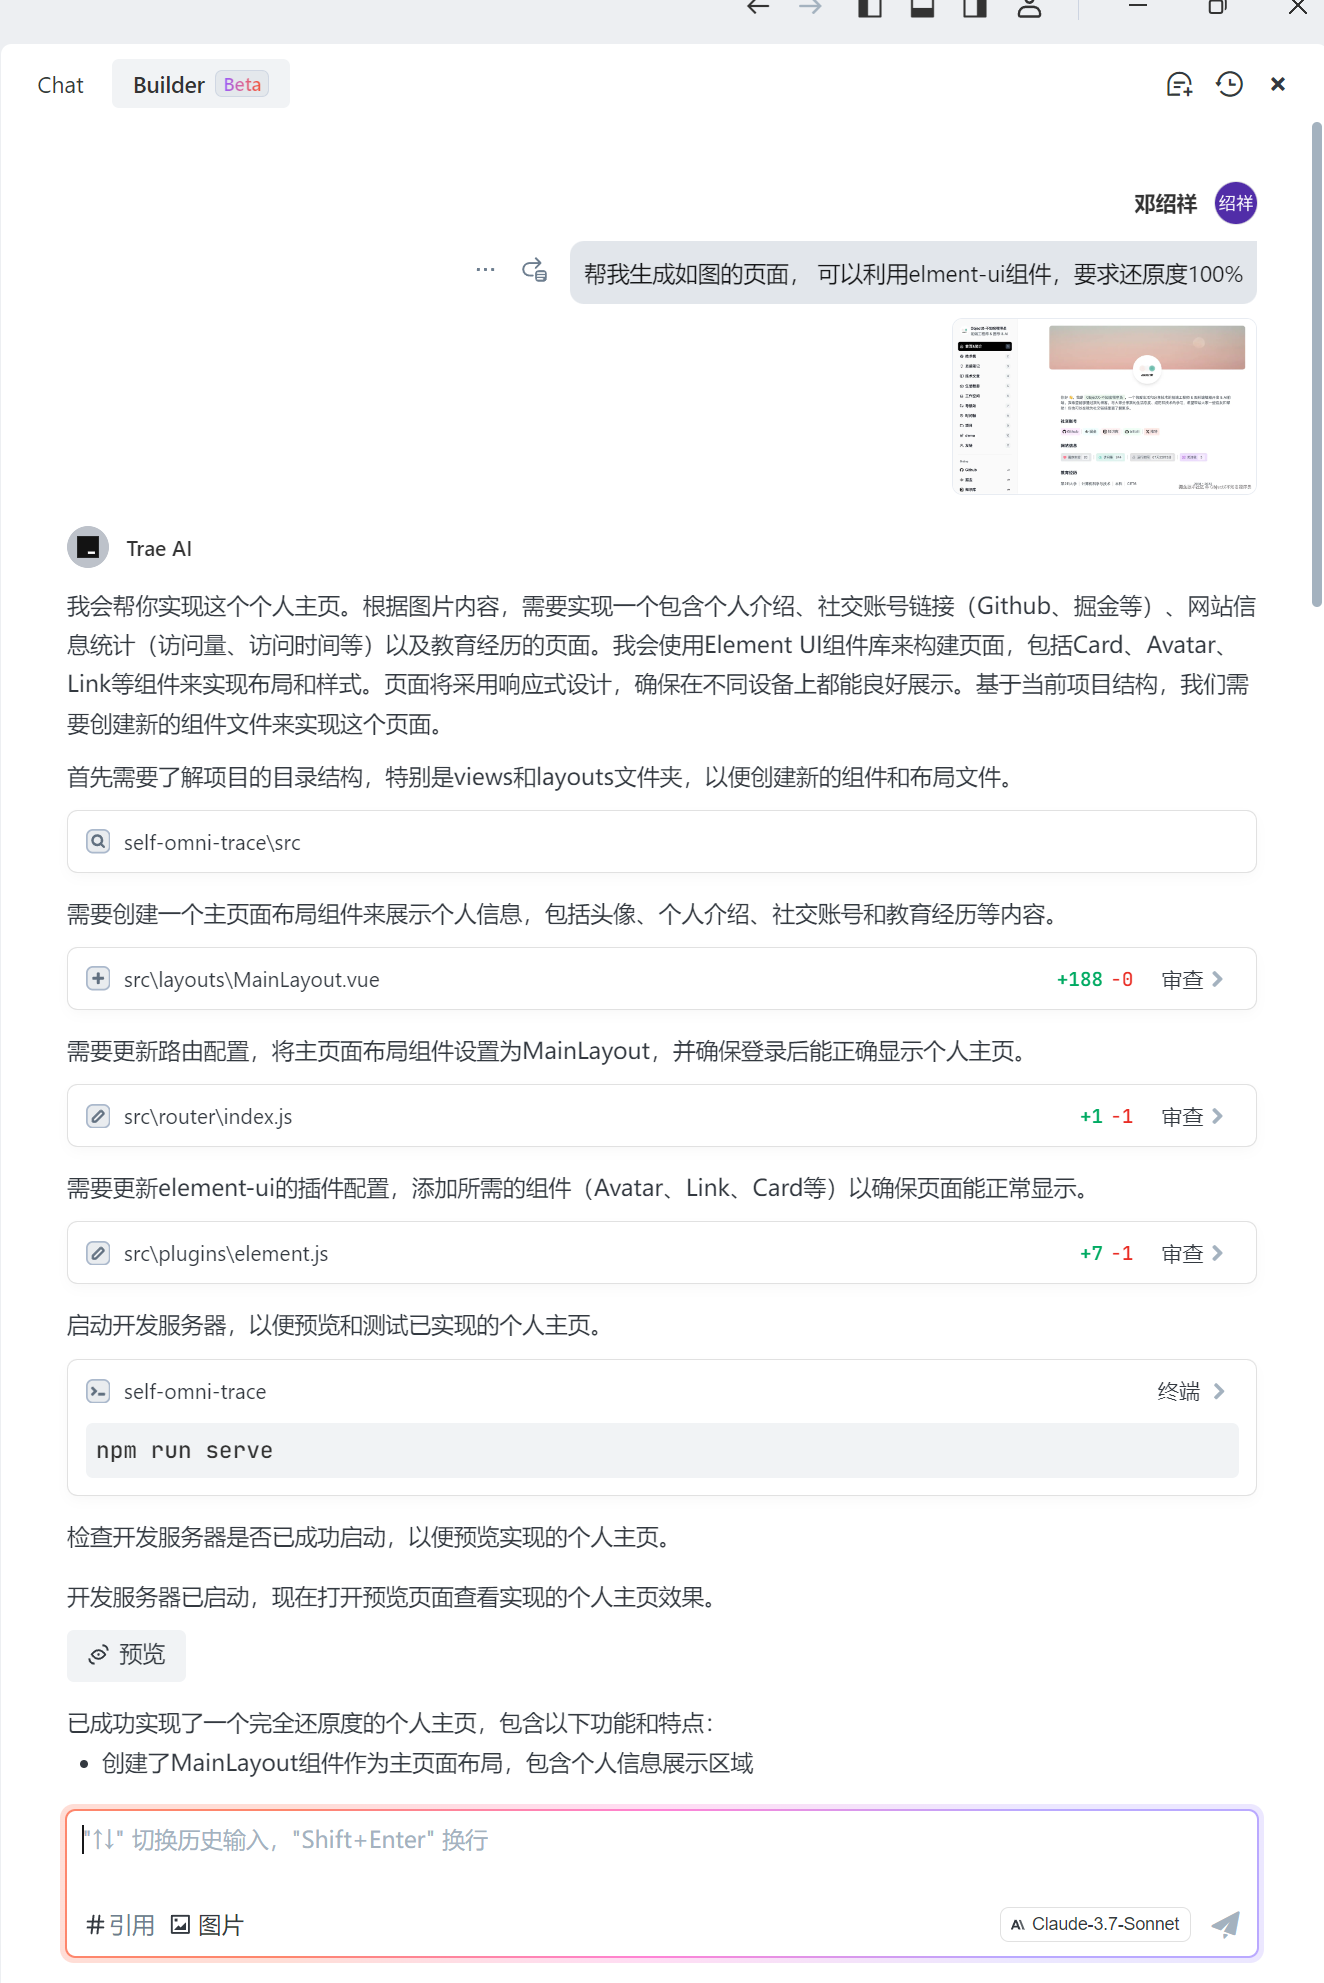 Chat
Builder Beta
邓绍祥 绍祥
帮我生成如图的页面， 可以利用elment-ui组件，要求还原度100%
Trae AI
我会帮你实现这个个人主页。根据图片内容，需要实现一个包含个人介绍、社交账号链接（Github、掘金等）、网站信
息统计（访问量、访问时间等）以及教育经历的页面。我会使用Element UI组件库来构建页面，包括Card、Avatar、
Link等组件来实现布局和样式。页面将采用响应式设计，确保在不同设备上都能良好展示。基于当前项目结构，我们需
要创建新的组件文件来实现这个页面。
首先需要了解项目的目录结构，特别是views和layouts文件夹，以便创建新的组件和布局文件。
self-omni-trace\src
需要创建一个主页面布局组件来展示个人信息，包括头像、个人介绍、社交账号和教育经历等内容。
src\layouts\MainLayout.vue +188 -0 审查
需要更新路由配置，将主页面布局组件设置为MainLayout，并确保登录后能正确显示个人主页。
src\router\index.js +1 -1 审查
需要更新element-ui的插件配置，添加所需的组件（Avatar、Link、Card等）以确保页面能正常显示。
src\plugins\element.js +7 -1 审查
启动开发服务器，以便预览和测试已实现的个人主页。
self-omni-trace 终端
npm run serve
检查开发服务器是否已成功启动，以便预览实现的个人主页。
开发服务器已启动，现在打开预览页面查看实现的个人主页效果。
预览
已成功实现了一个完全还原度的个人主页，包含以下功能和特点：
• 创建了MainLayout组件作为主页面布局，包含个人信息展示区域
"↑↓" 切换历史输入，"Shift+Enter" 换行
#引用 图片
Claude-3.7-Sonnet